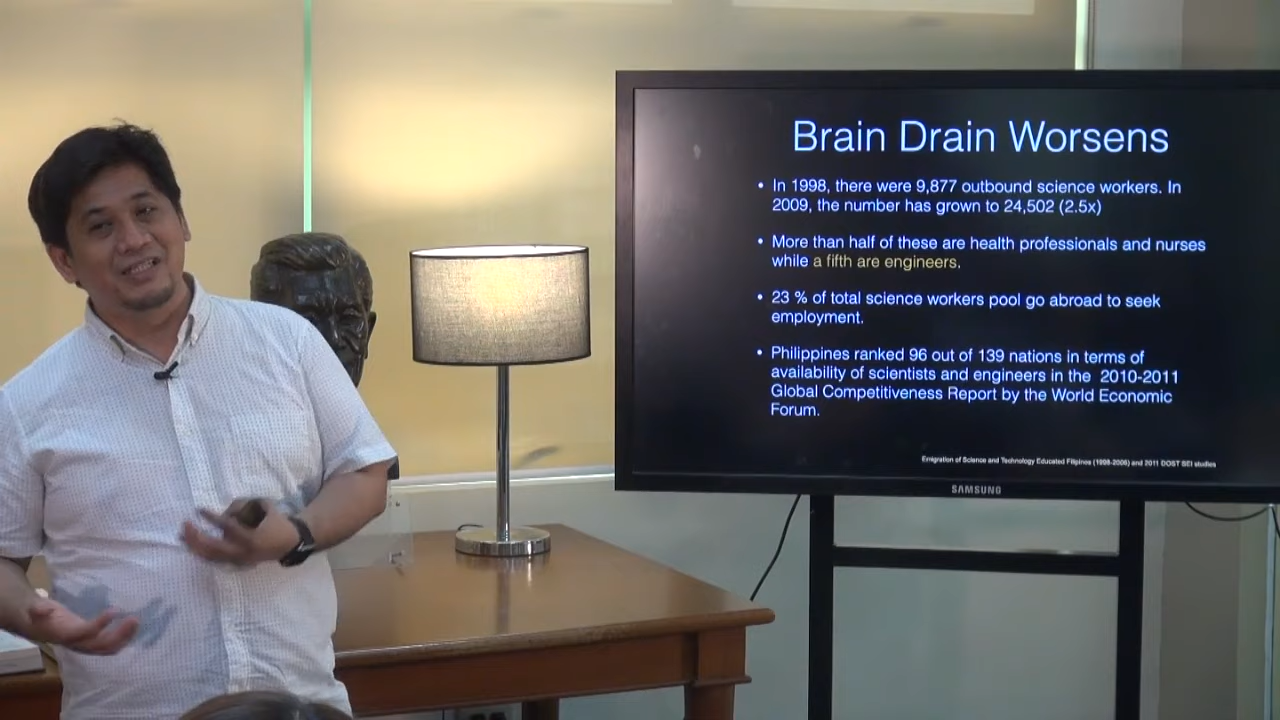 Brain Drain Worsens
• In 1998, there were 9,877 outbound science workers. In
2009, the number has grown to 24,502 (2.5x)
• More than half of these are health professionals and nurses
while a fifth are engineers.
• 23 % of total science workers pool go abroad to seek
employment.
• Philippines ranked 96 out of 139 nations in terms of
availability of scientists and engineers in the 2010-2011
Global Competitiveness Report by the World Economic
Forum.
Emigration of Science and Technology Educated Filipinos (1998-2006) and 2011 DOST SEI studies
SAMSUNG